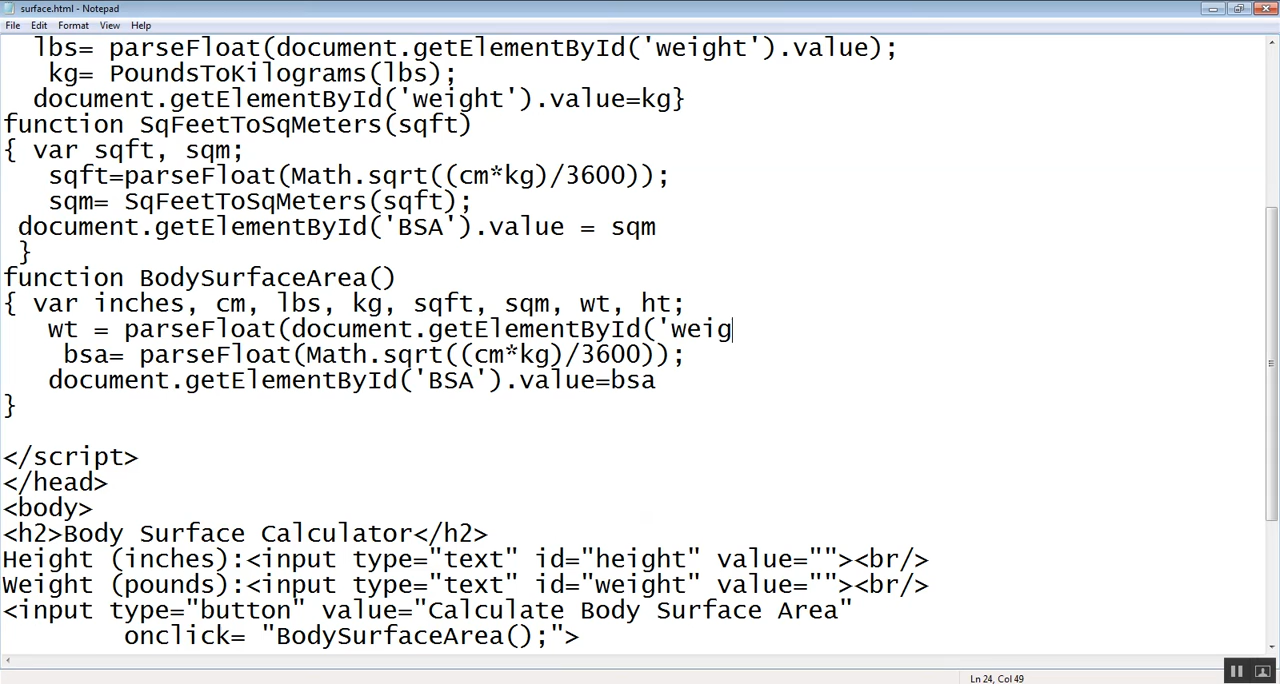 surface.html - Notepad
File Edit Format View Help
lbs= parseFloat(document.getElementById('weight').value);
kg= PoundsToKilograms(lbs);
document.getElementById('weight').value=kg}
function SqFeetToSqMeters(sqft)
{ var sqft, sqm;
sqft=parseFloat(Math.sqrt((cm*kg)/3600));
sqm= SqFeetToSqMeters(sqft);
document.getElementById('BSA').value = sqm
}
function BodySurfaceArea()
{ var inches, cm, lbs, kg, sqft, sqm, wt, ht;
wt = parseFloat(document.getElementById('weig
bsa= parseFloat(Math.sqrt((cm*kg)/3600));
document.getElementById('BSA').value=bsa
}
</script>
</head>
<body>
<h2>Body Surface Calculator</h2>
Height (inches):<input type="text" id="height" value=""><br/>
Weight (pounds):<input type="text" id="weight" value=""><br/>
<input type="button" value="Calculate Body Surface Area"
onclick= "BodySurfaceArea();">
Ln 24, Col 49